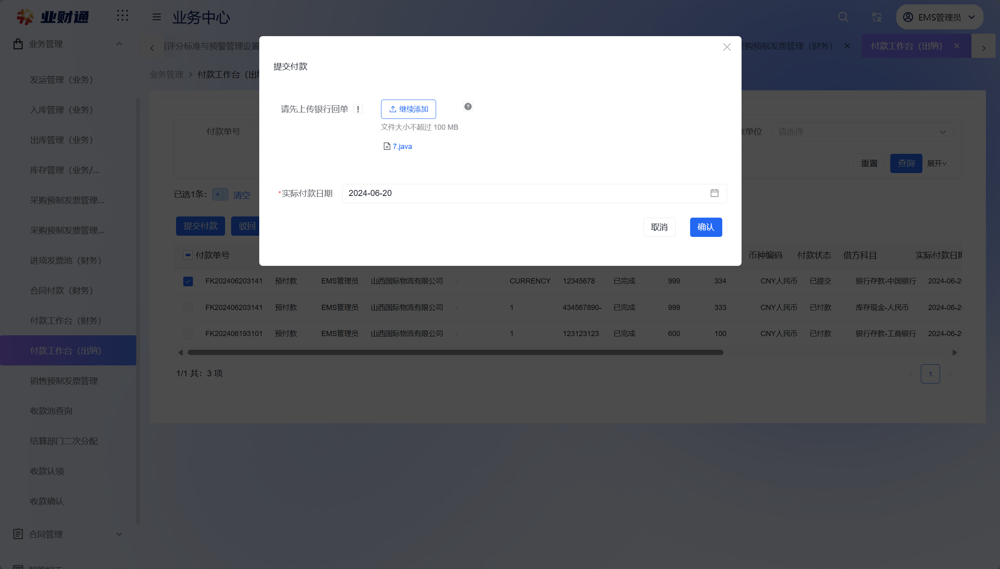 业财通
业务中心
EMS管理员
业务管理
发运管理（业务）
入库管理（业务）
出库管理（业务）
库存管理（业务/...
采购预制发票管理...
采购预制发票管理...
进项发票池（财务）
合同付款（财务）
付款工作台（财务）
付款工作台（出纳）
销售预制发票管理
收款池查询
结算部门二次分配
收款认领
收款确认
合同管理
评分标准与预警管理设置
购预制发票管理（财务）
付款工作台（出纳）
业务管理 > 付款工作台（出
付款单号
单位
请选择
重置
查询
展开
已选1条：
清空
提交付款
驳回
提交付款
请先上传银行回单 !
继续添加
?
文件大小不超过 100 MB
7.java
*实际付款日期
2024-06-20
取消
确认
付款单号 币种编码 付款状态 借方科目 实际付款日期
FK202406203141 预付款 EMS管理员 山西国际物流有限公司 - CURRENCY 12345678 已完成 999 334 CNY人民币 已提交 银行存款-中国银行 2024-06-20
FK202406203141 预付款 EMS管理员 山西国际物流有限公司 - 1 434567890- 已完成 999 333 CNY人民币 已付款 库存现金-人民币 2024-06-20
FK202406193101 预付款 EMS管理员 山西国际物流有限公司 - 1 123123123 已完成 600 100 CNY人民币 已付款 银行存款-工商银行 2024-06-20
1/1 共：3 项
1